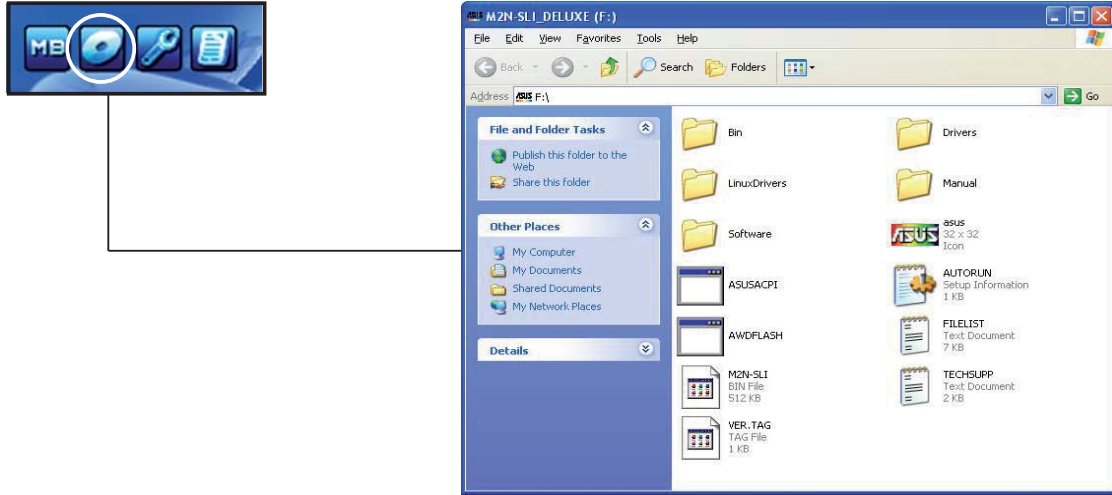 MB
ASUS M2N-SLI_DELUXE (F:)
File Edit View Favorites Tools Help
Back Search Folders
Address ASUS F:\ Go
File and Folder Tasks
Publish this folder to the
Web
Share this folder
Other Places
My Computer
My Documents
Shared Documents
My Network Places
Details
Bin
Drivers
LinuxDrivers
Manual
Software
ASUS
asus
32 x 32
Icon
ASUSACPI
AUTORUN
Setup Information
1 KB
AWDFLASH
FILELIST
Text Document
7 KB
M2N-SLI
BIN File
512 KB
TECHSUPP
Text Document
2 KB
VER.TAG
TAG File
1 KB